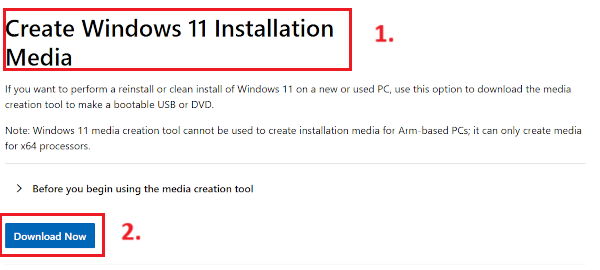 Create Windows 11 Installation
Media
1.
If you want to perform a reinstall or clean install of Windows 11 on a new or used PC, use this option to download the media
creation tool to make a bootable USB or DVD.
Note: Windows 11 media creation tool cannot be used to create installation media for Arm-based PCs; it can only create media
for x64 processors.
Before you begin using the media creation tool
Download Now
2.